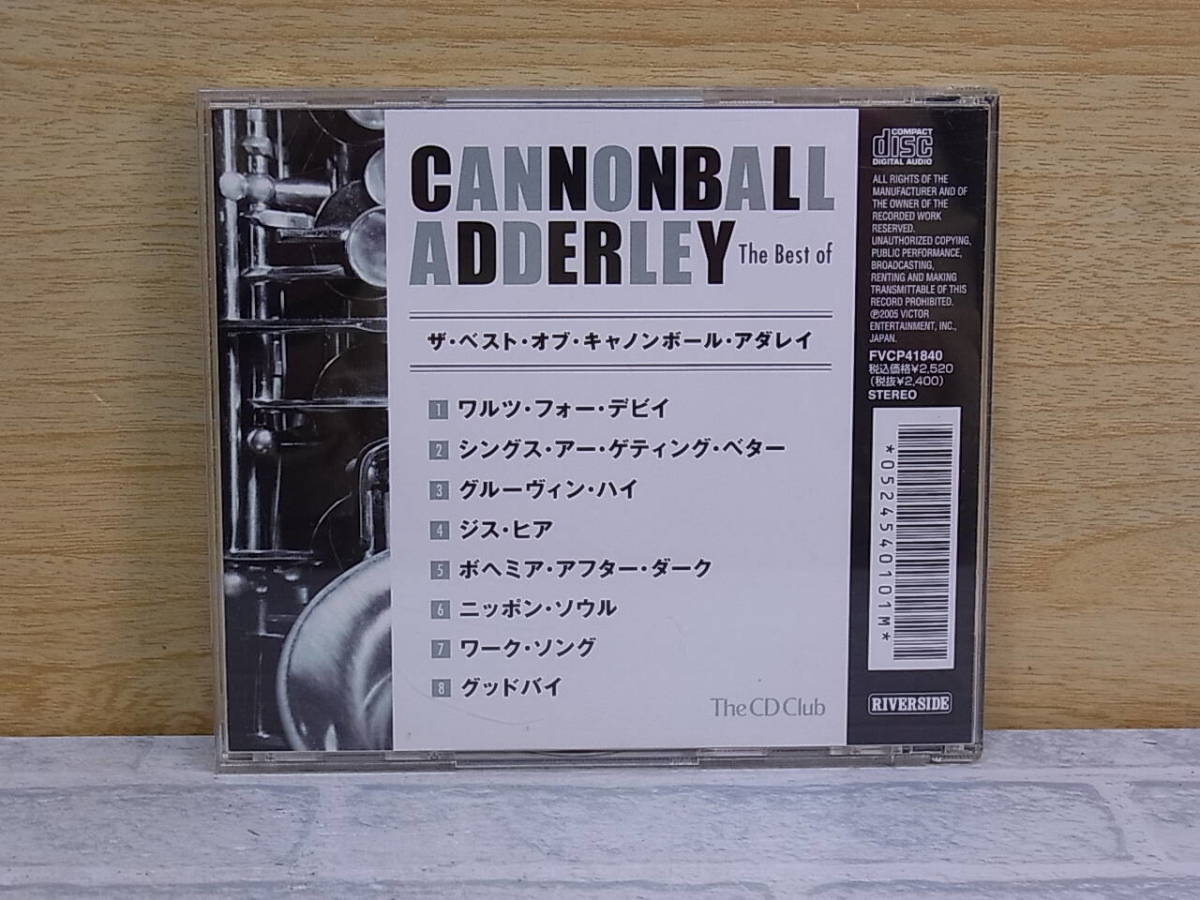 CANNONBALL
ADDERLEY The Best of
ザ・ベスト・オブ・キャノンボール・アダレイ
1 ワルツ・フォー・デビイ
2 シングス・アー・ゲティング・ベター
3 グルーヴィン・ハイ
4 ジス・ヒア
5 ボヘミア・アフター・ダーク
6 ニッポン・ソウル
7 ワーク・ソング
8 グッドバイ
The CD Club
COMPACT
disc
DIGITAL AUDIO
ALL RIGHTS OF THE
MANUFACTURER AND OF
THE OWNER OF THE
RECORDED WORK
RESERVED.
UNAUTHORIZED COPYING,
PUBLIC PERFORMANCE,
BROADCASTING,
RENTING AND MAKING
TRANSMITTABLE OF THIS
RECORD PROHIBITED.
℗2005 VICTOR
ENTERTAINMENT, INC.,
JAPAN.
FVCP41840
税込価格¥2,520
(税抜¥2,400)
STEREO
*0524540101M*
RIVERSIDE